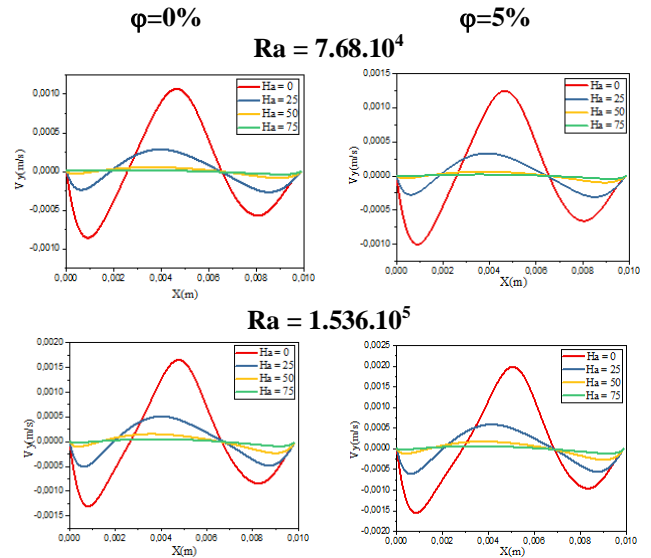 φ=0%
φ=5%
Ra = 7.68.10⁴
0,0010
0,0005
0,0000
-0,0005
-0,0010
Vy(m/s)
Ha = 0
Ha = 25
Ha = 50
Ha = 75
0,000
0,002
0,004
0,006
0,008
0,010
X(m)
0,0015
0,0010
0,0005
0,0000
-0,0005
-0,0010
Vy(m/s)
Ha = 0
Ha = 25
Ha = 50
Ha = 75
0,000
0,002
0,004
0,006
0,008
0,010
X(m)
Ra = 1.536.10⁵
0,0020
0,0015
0,0010
0,0005
0,0000
-0,0005
-0,0010
-0,0015
Vy(m/s)
Ha = 0
Ha = 25
Ha = 50
Ha = 75
0,000
0,002
0,004
0,006
0,008
0,010
X(m)
0,0025
0,0020
0,0015
0,0010
0,0005
0,0000
-0,0005
-0,0010
-0,0015
-0,0020
Vy(m/s)
Ha = 0
Ha = 25
Ha = 50
Ha = 75
0,000
0,002
0,004
0,006
0,008
0,010
X(m)